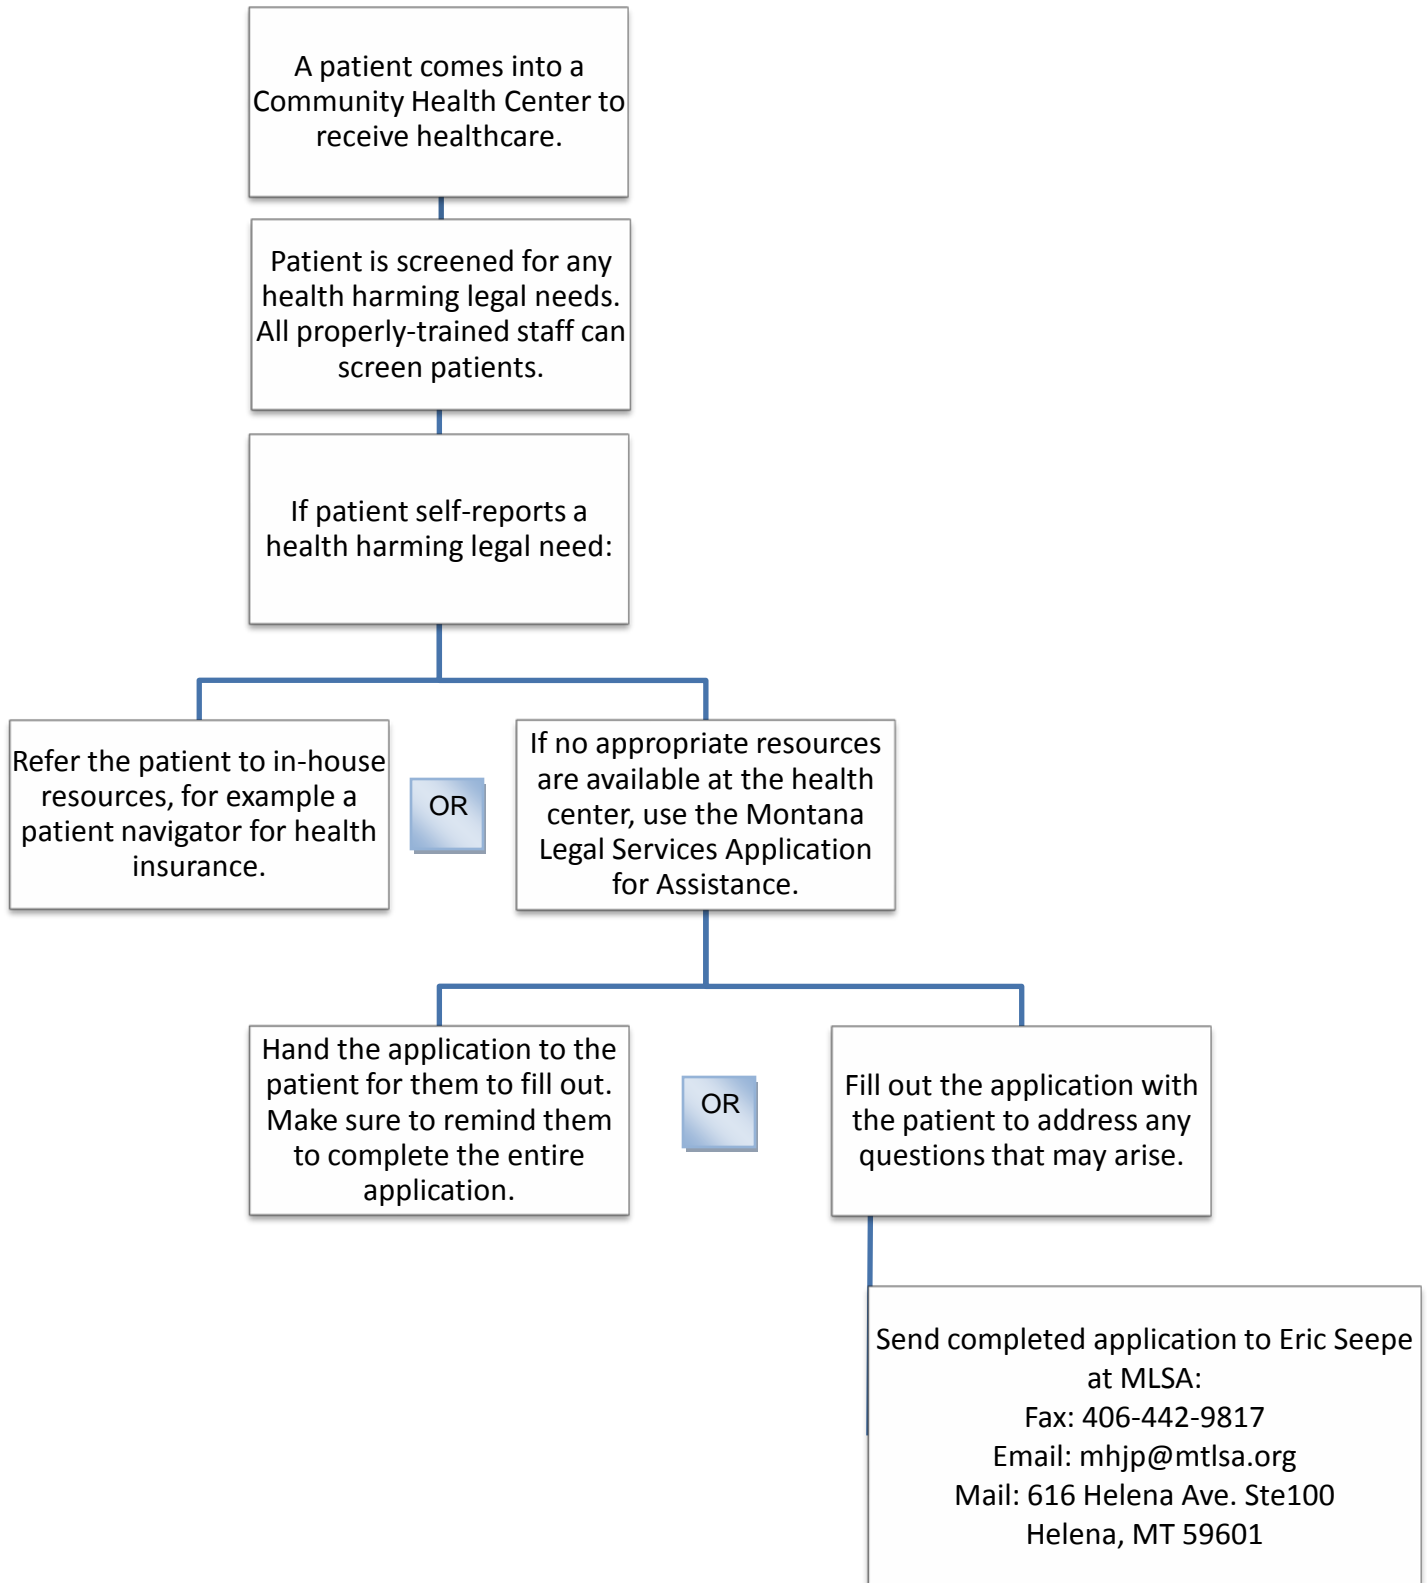 A patient comes into a
Community Health Center to
receive healthcare.
Patient is screened for any
health harming legal needs.
All properly-trained staff can
screen patients.
If patient self-reports a
health harming legal need:
Refer the patient to in-house
resources, for example a
patient navigator for health
insurance.
OR
If no appropriate resources
are available at the health
center, use the Montana
Legal Services Application
for Assistance.
Hand the application to the
patient for them to fill out.
Make sure to remind them
to complete the entire
application.
OR
Fill out the application with
the patient to address any
questions that may arise.
Send completed application to Eric Seepe
at MLSA:
Fax: 406-442-9817
Email: mhjp@mtlsa.org
Mail: 616 Helena Ave. Ste100
Helena, MT 59601